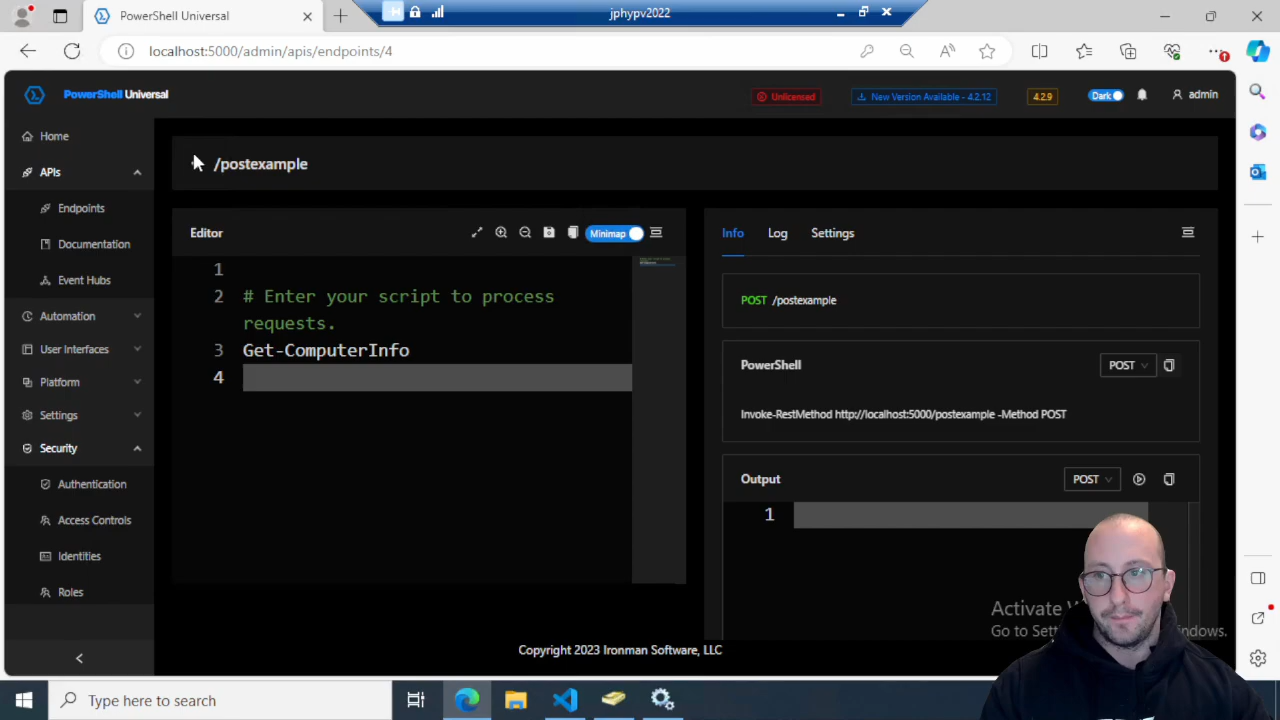 PowerShell Universal
jphypv2022
localhost:5000/admin/apis/endpoints/4
PowerShell Universal
Unlicensed
New Version Available - 4.2.12
4.2.9
Dark
admin
Home
APIs
Endpoints
Documentation
Event Hubs
Automation
User Interfaces
Platform
Settings
Security
Authentication
Access Controls
Identities
Roles
/postexample
Editor
Minimap
1
2 # Enter your script to process
requests.
3 Get-ComputerInfo
4
Info Log Settings
POST /postexample
PowerShell
POST
Invoke-RestMethod http://localhost:5000/postexample -Method POST
Output
POST
1
Activate
Go to
Copyright 2023 Ironman Software, LLC
Type here to search